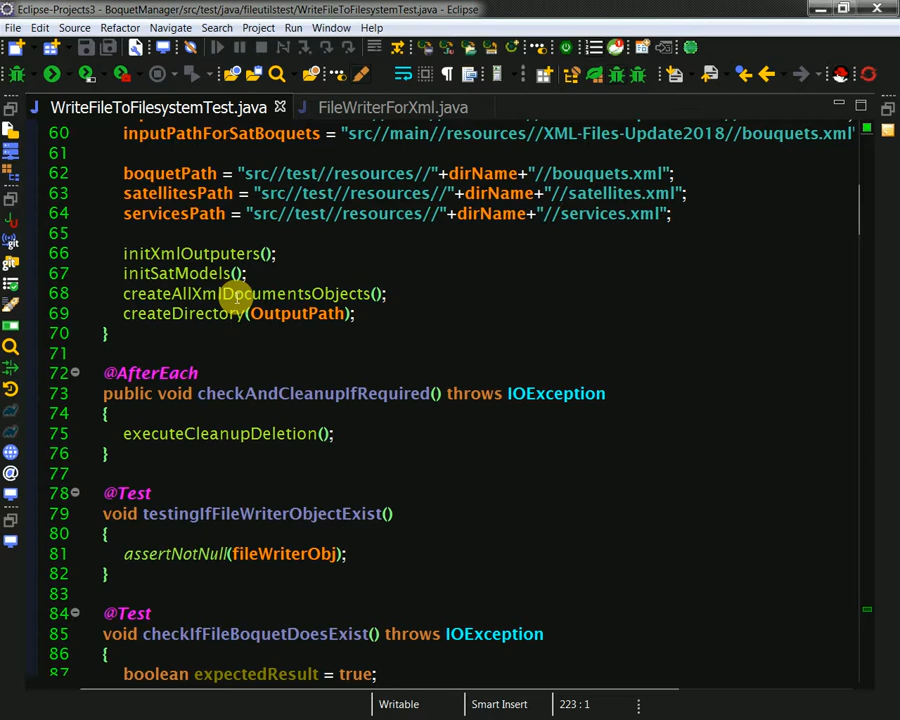 Eclipse-Projects3 - BoquetManager/src/test/java/fileutilstest/WriteFileToFilesystemTest.java - Eclipse
File Edit Source Refactor Navigate Search Project Run Window Help
WriteFileToFilesystemTest.java FileWriterForXml.java
60 inputPathForSatBoquets = "src//main//resources//XML-Files-Update2018//bouquets.xml"
61
62 boquetPath = "src//test//resources//"+dirName+"//bouquets.xml";
63 satellitesPath = "src//test//resources//"+dirName+"//satellites.xml";
64 servicesPath = "src//test//resources//"+dirName+"//services.xml";
65
66 initXmlOutputers();
67 initSatModels();
68 createAllXmlDocumentsObjects();
69 createDirectory(OutputPath);
70 }
71
72 @AfterEach
73 public void checkAndCleanupIfRequired() throws IOException
74 {
75 executeCleanupDeletion();
76 }
77
78 @Test
79 void testingIfFileWriterObjectExist()
80 {
81 assertNotNull(fileWriterObj);
82 }
83
84 @Test
85 void checkIfFileBoquetDoesExist() throws IOException
86 {
87 boolean expectedResult = true;
Writable Smart Insert 223 : 1